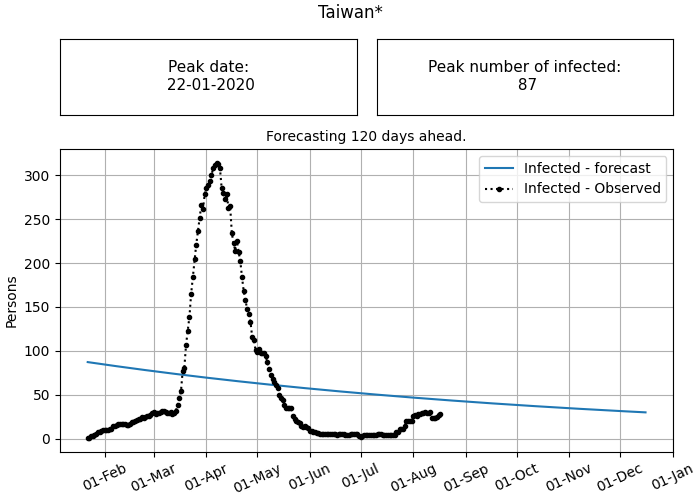 Taiwan*
Peak date:
22-01-2020
Peak number of infected:
87
Forecasting 120 days ahead.
Infected - forecast
Infected - Observed
Persons
300
250
200
150
100
50
0
01-Feb
01-Mar
01-Apr
01-May
01-Jun
01-Jul
01-Aug
01-Sep
01-Oct
01-Nov
01-Dec
01-Jan